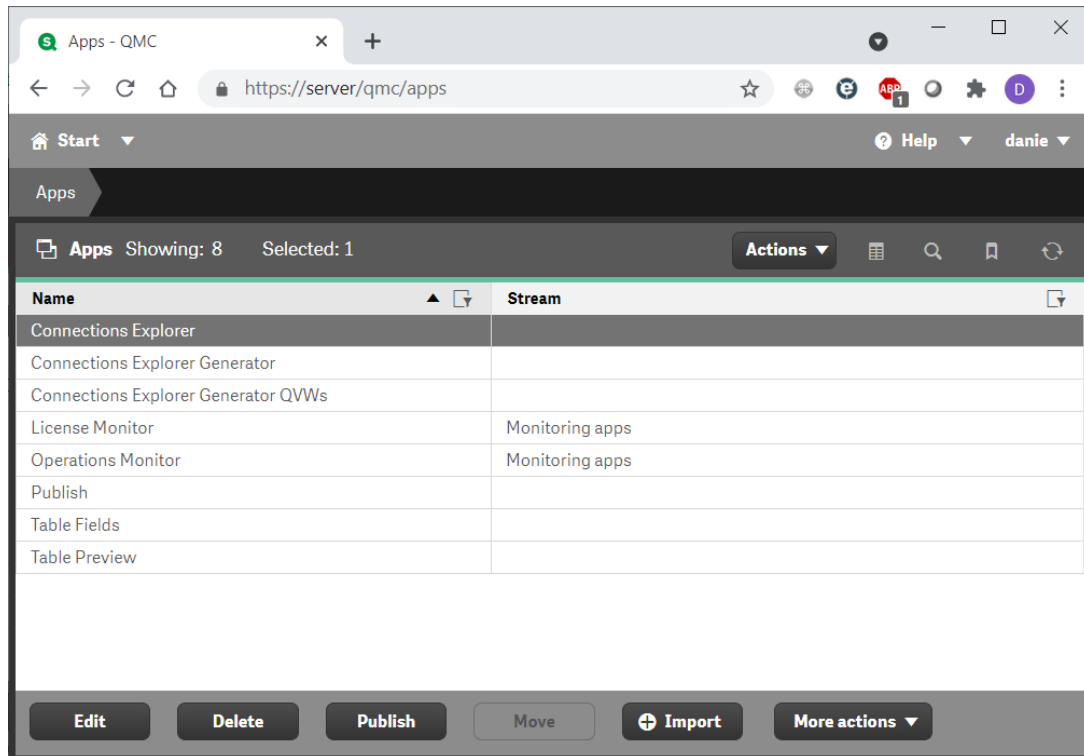 Apps - QMC
https://server/qmc/apps
ABP
1
D
Start
Help
danie
Apps
Apps Showing: 8 Selected: 1
Actions
Name
Stream
Connections Explorer
Connections Explorer Generator
Connections Explorer Generator QVWs
License Monitor
Monitoring apps
Operations Monitor
Monitoring apps
Publish
Table Fields
Table Preview
Edit
Delete
Publish
Move
Import
More actions